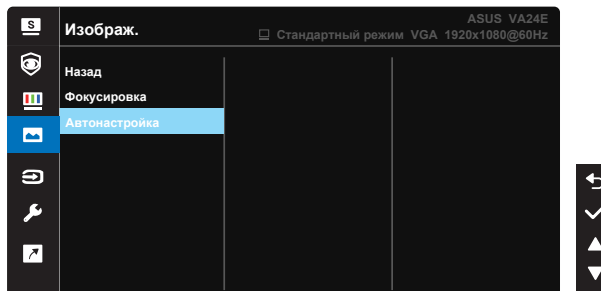 S
Изображ.
ASUS VA24E
Стандартный режим VGA 1920x1080@60Hz
Назад
Фокусировка
Автонастройка